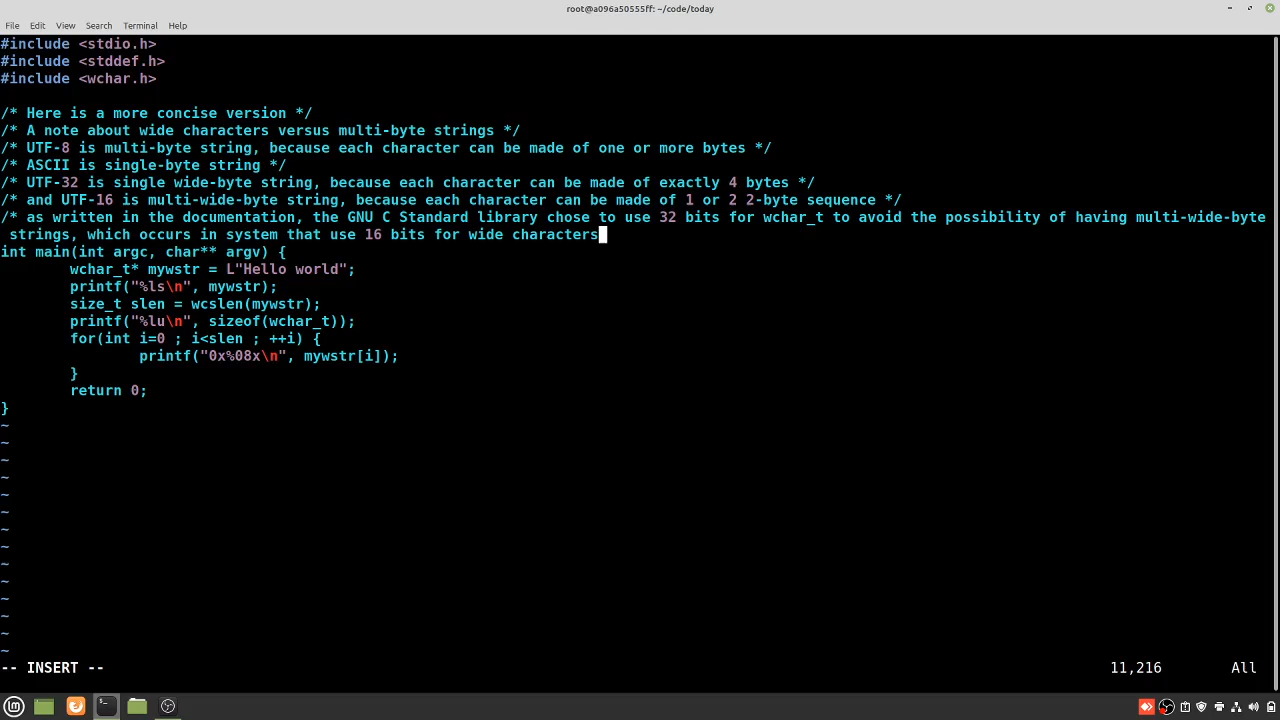 root@a096a50555ff: ~/code/today
File Edit View Search Terminal Help
#include <stdio.h>
#include <stddef.h>
#include <wchar.h>
/* Here is a more concise version */
/* A note about wide characters versus multi-byte strings */
/* UTF-8 is multi-byte string, because each character can be made of one or more bytes */
/* ASCII is single-byte string */
/* UTF-32 is single wide-byte string, because each character can be made of exactly 4 bytes */
/* and UTF-16 is multi-wide-byte string, because each character can be made of 1 or 2 2-byte sequence */
/* as written in the documentation, the GNU C Standard library chose to use 32 bits for wchar_t to avoid the possibility of having multi-wide-byte
strings, which occurs in system that use 16 bits for wide characters
int main(int argc, char** argv) {
wchar_t* mywstr = L"Hello world";
printf("%ls\n", mywstr);
size_t slen = wcslen(mywstr);
printf("%lu\n", sizeof(wchar_t));
for(int i=0 ; i<slen ; ++i) {
printf("0x%08x\n", mywstr[i]);
}
return 0;
}
~
~
~
~
~
~
~
~
~
~
~
~
~
~
-- INSERT -- 11,216 All